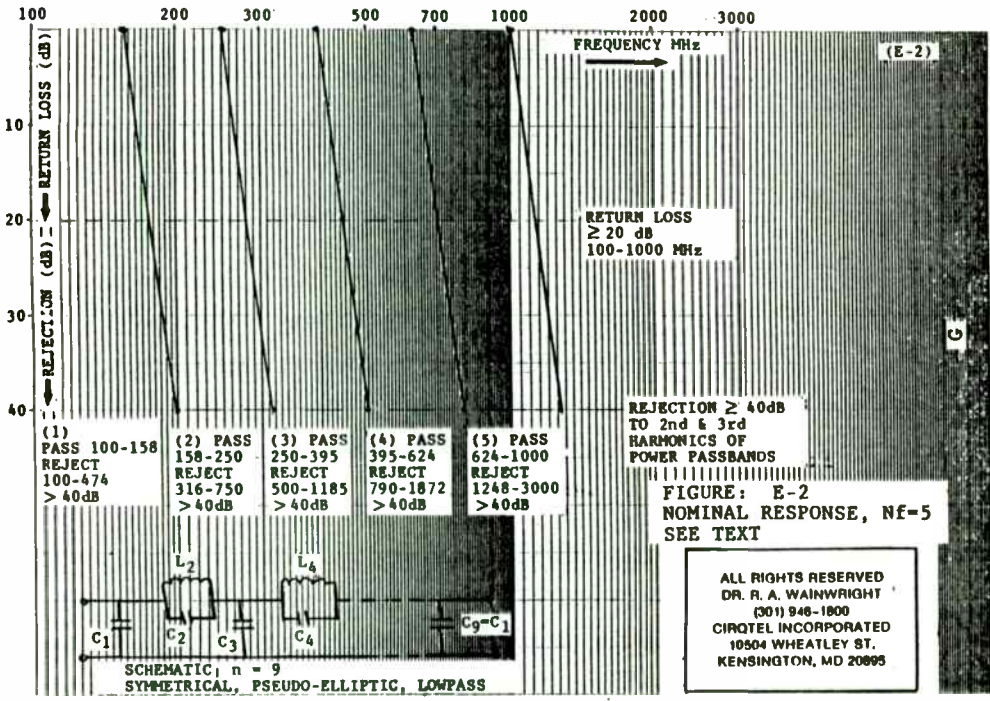 100 200 300 500 700 1000 2000 3000
FREQUENCY MHz
(E-2)
RETURN LOSS (dB)
REJECTION (dB)
10
20
30
40
RETURN LOSS
≥ 20 dB
100-1000 MHz
G
REJECTION ≥ 40dB
TO 2nd & 3rd
HARMONICS OF
POWER PASSBANDS
(1)
PASS 100-158
REJECT
100-474
> 40dB
(2) PASS
158-250
REJECT
316-750
>40dB
(3) PASS
250-395
REJECT
500-1185
>40dB
(4) PASS
395-624
REJECT
790-1872
>40dB
(5) PASS
624-1000
REJECT
1248-3000
>40dB
FIGURE: E-2
NOMINAL RESPONSE, Nf=5
SEE TEXT
L2 L4
C1 C2 C3 C4 C9=C1
SCHEMATIC, n = 9
SYMMETRICAL, PSEUDO-ELLIPTIC, LOWPASS
ALL RIGHTS RESERVED
DR. R. A. WAINWRIGHT
(301) 946-1800
CIRQTEL INCORPORATED
10504 WHEATLEY ST.
KENSINGTON, MD 20895